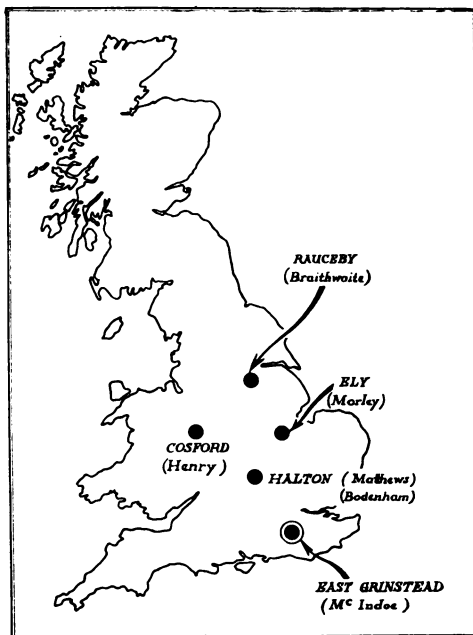 RAUCEBY
(Braithwaite)
ELY
(Morley)
COSFORD
(Henry)
HALTON (Mathews)
(Bodenham)
EAST GRINSTEAD
(Mc Indoe)